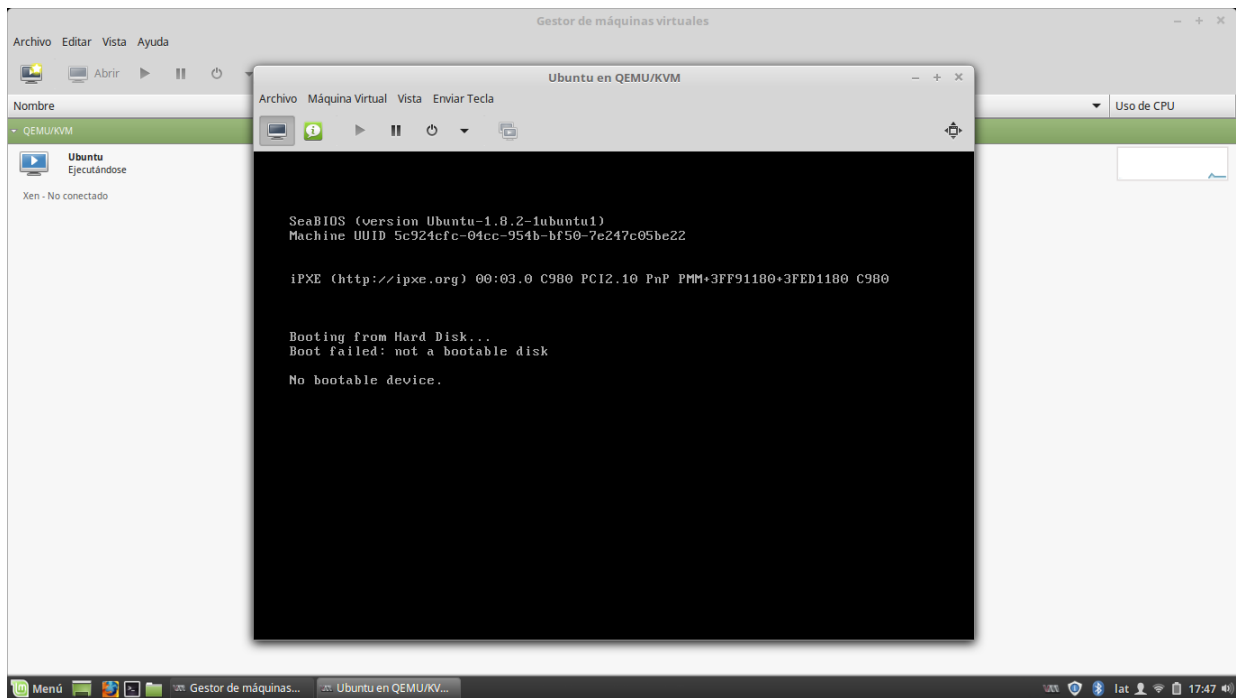 Gestor de máquinas virtuales
Archivo Editar Vista Ayuda
Abrir
Nombre
Uso de CPU
QEMU/KVM
Ubuntu
Ejecutándose
Xen - No conectado
Ubuntu en QEMU/KVM
Archivo Máquina Virtual Vista Enviar Tecla
SeaBIOS (version Ubuntu-1.8.2-1ubuntu1)
Machine UUID 5c924cfc-04cc-954b-bf50-7e247c05be22
iPXE (http://ipxe.org) 00:03.0 C980 PCI2.10 PnP PMM+3FF91180+3FED1180 C980
Booting from Hard Disk...
Boot failed: not a bootable disk
No bootable device.
Menú Gestor de máquinas... Ubuntu en QEMU/KV... lat 17:47